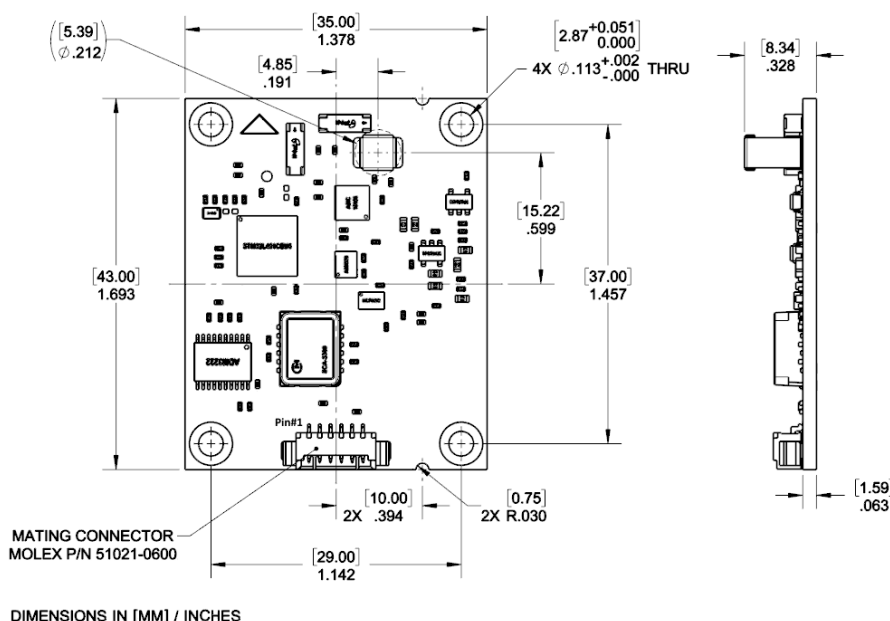 [35.00]
1.378
[5.39]
(⌀.212)
[4.85]
.191
[2.87 +0.051 0.000]
4X ⌀.113 +.002 -.000 THRU
[8.34]
.328
[15.22]
.599
[43.00]
1.693
[37.00]
1.457
ADM3222
Pin#1
[10.00]
2X .394
[0.75]
2X R.030
[1.59]
.063
MATING CONNECTOR
MOLEX P/N 51021-0600
[29.00]
1.142
DIMENSIONS IN [MM] / INCHES